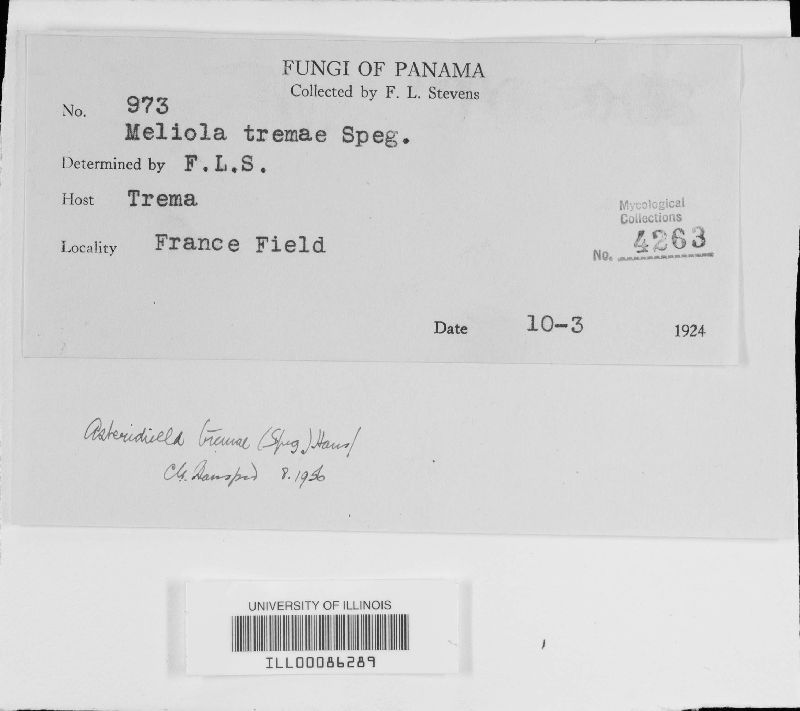 FUNGI OF PANAMA
Collected by F. L. Stevens
No. 973
Meliola tremae Speg.
Determined by F.L.S.
Host Trema
Mycological
Collections
No. 4263
Locality France Field
Date 10-3 1924
Asteridiella tremae (Speg.) Hansf
C.G. Hansford 8.1956
UNIVERSITY OF ILLINOIS
ILL00086289